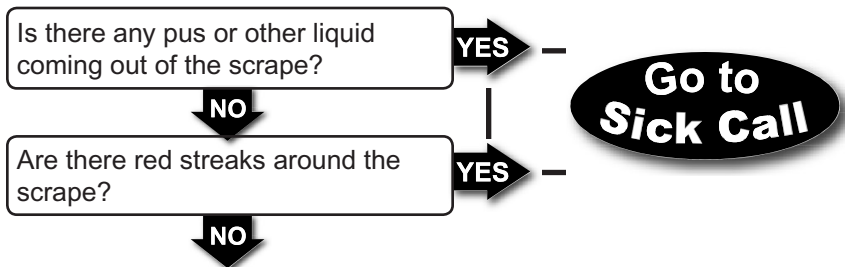 Is there any pus or other liquid
coming out of the scrape?
YES
NO
Go to
Sick Call
Are there red streaks around the
scrape?
YES
NO